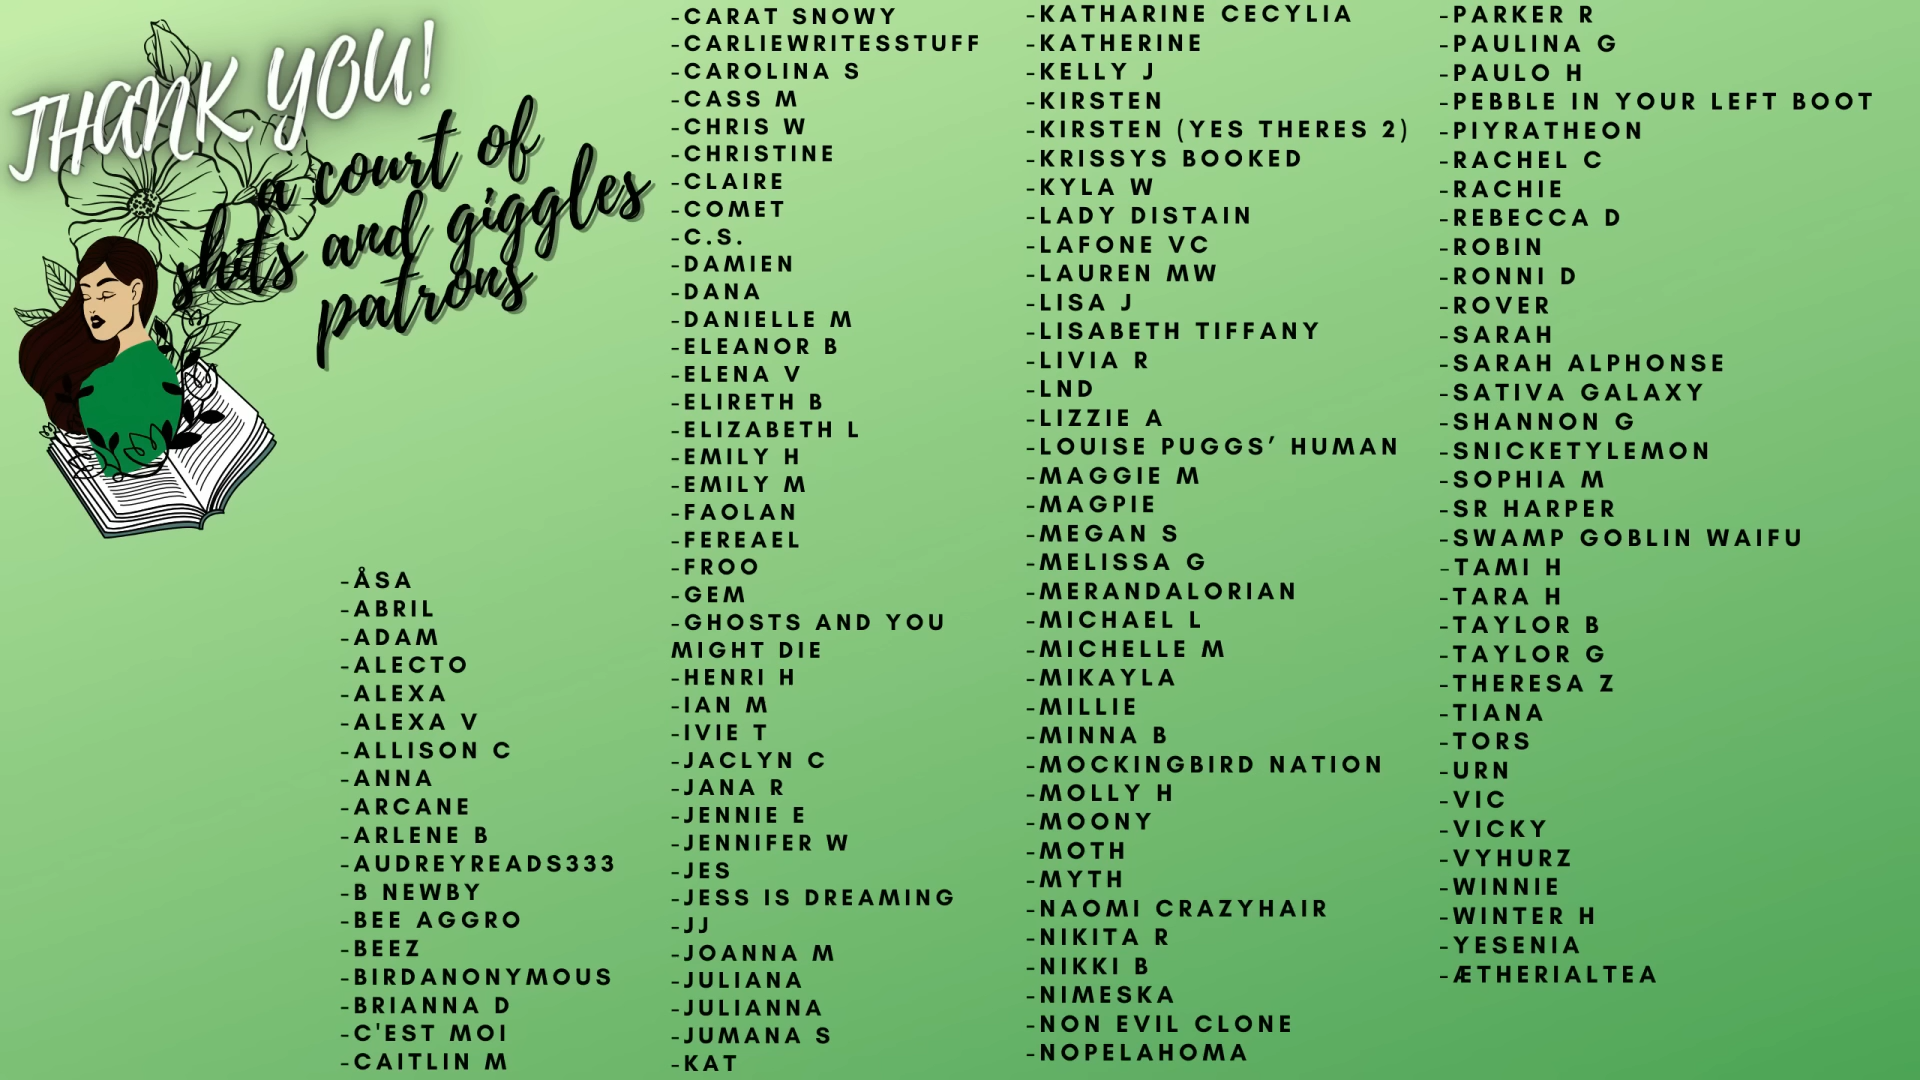 THANK YOU!
a court of
shits and giggles
patrons
-ÅSA
-ABRIL
-ADAM
-ALECTO
-ALEXA
-ALEXA V
-ALLISON C
-ANNA
-ARCANE
-ARLENE B
-AUDREYREADS333
-B NEWBY
-BEE AGGRO
-BEEZ
-BIRDANONYMOUS
-BRIANNA D
-C'EST MOI
-CAITLIN M
-CARAT SNOWY
-CARLIEWRITESSTUFF
-CAROLINA S
-CASS M
-CHRIS W
-CHRISTINE
-CLAIRE
-COMET
-C.S.
-DAMIEN
-DANA
-DANIELLE M
-ELEANOR B
-ELENA V
-ELIRETH B
-ELIZABETH L
-EMILY H
-EMILY M
-FAOLAN
-FEREAEL
-FROO
-GEM
-GHOSTS AND YOU
MIGHT DIE
-HENRI H
-IAN M
-IVIE T
-JACLYN C
-JANA R
-JENNIE E
-JENNIFER W
-JES
-JESS IS DREAMING
-JJ
-JOANNA M
-JULIANA
-JULIANNA
-JUMANA S
-KAT
-KATHARINE CECYLIA
-KATHERINE
-KELLY J
-KIRSTEN
-KIRSTEN (YES THERES 2)
-KRISSYS BOOKED
-KYLA W
-LADY DISTAIN
-LAFONE VC
-LAUREN MW
-LISA J
-LISABETH TIFFANY
-LIVIA R
-LND
-LIZZIE A
-LOUISE PUGGS’ HUMAN
-MAGGIE M
-MAGPIE
-MEGAN S
-MELISSA G
-MERANDALORIAN
-MICHAEL L
-MICHELLE M
-MIKAYLA
-MILLIE
-MINNA B
-MOCKINGBIRD NATION
-MOLLY H
-MOONY
-MOTH
-MYTH
-NAOMI CRAZYHAIR
-NIKITA R
-NIKKI B
-NIMESKA
-NON EVIL CLONE
-NOPELAHOMA
-PARKER R
-PAULINA G
-PAULO H
-PEBBLE IN YOUR LEFT BOOT
-PIYRATHEON
-RACHEL C
-RACHIE
-REBECCA D
-ROBIN
-RONNI D
-ROVER
-SARAH
-SARAH ALPHONSE
-SATIVA GALAXY
-SHANNON G
-SNICKETYLEMON
-SOPHIA M
-SR HARPER
-SWAMP GOBLIN WAIFU
-TAMI H
-TARA H
-TAYLOR B
-TAYLOR G
-THERESA Z
-TIANA
-TORS
-URN
-VIC
-VICKY
-VYHURZ
-WINNIE
-WINTER H
-YESENIA
-ÆTHERIALTEA